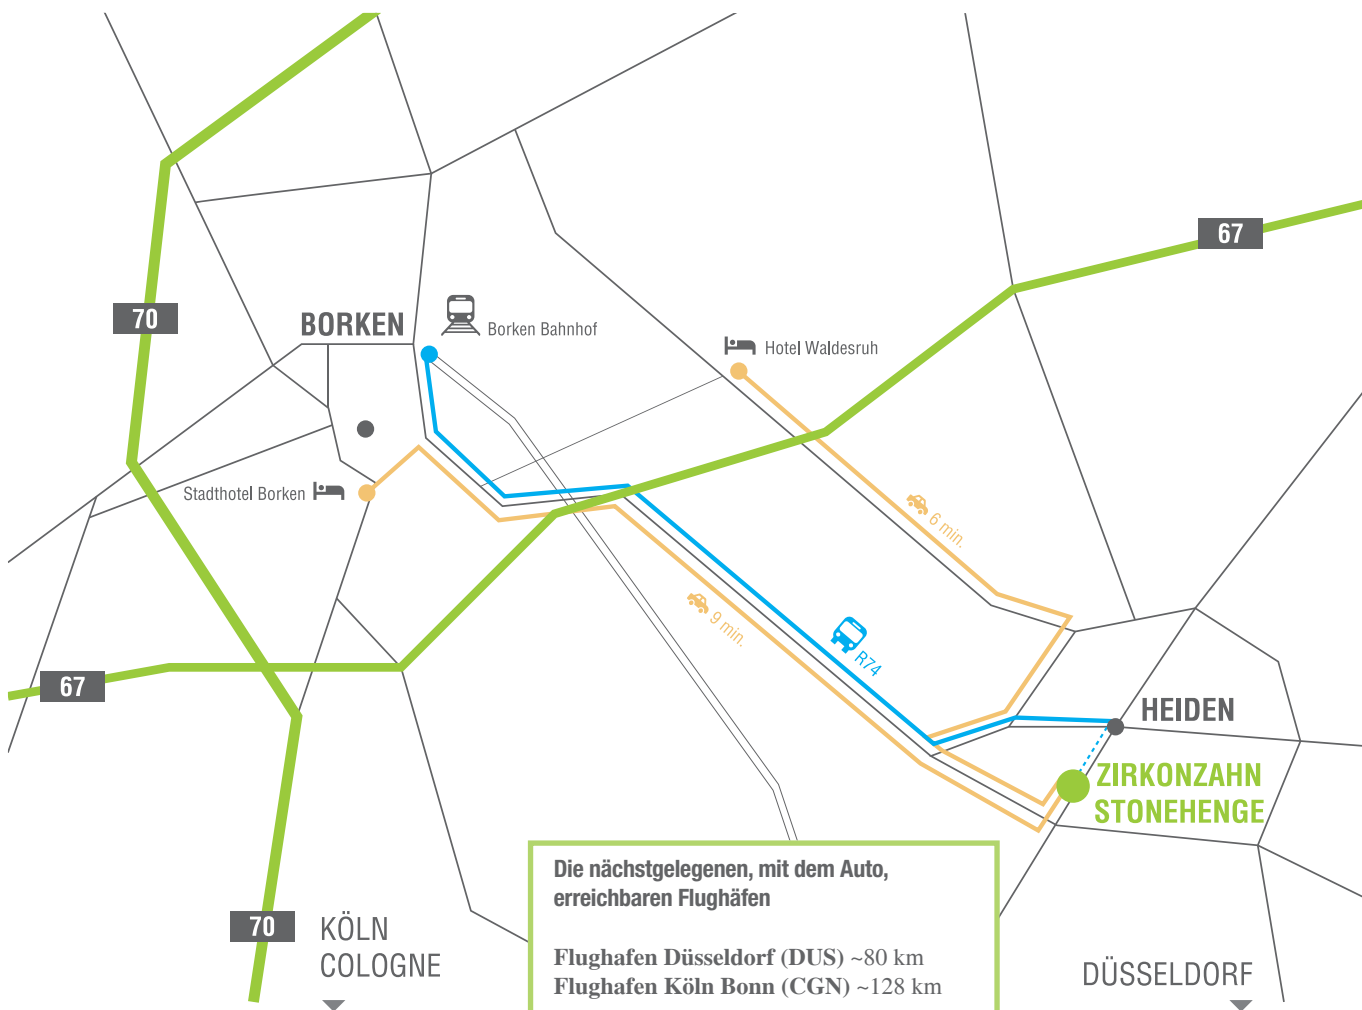 67
70
BORKEN
Borken Bahnhof
Hotel Waldesruh
Stadthotel Borken
6 min.
9 min.
R74
67
HEIDEN
ZIRKONZAHN
STONEHENGE
Die nächstgelegenen, mit dem Auto,
erreichbaren Flughäfen
Flughafen Düsseldorf (DUS) ~80 km
Flughafen Köln Bonn (CGN) ~128 km
70
KÖLN
COLOGNE
DÜSSELDORF